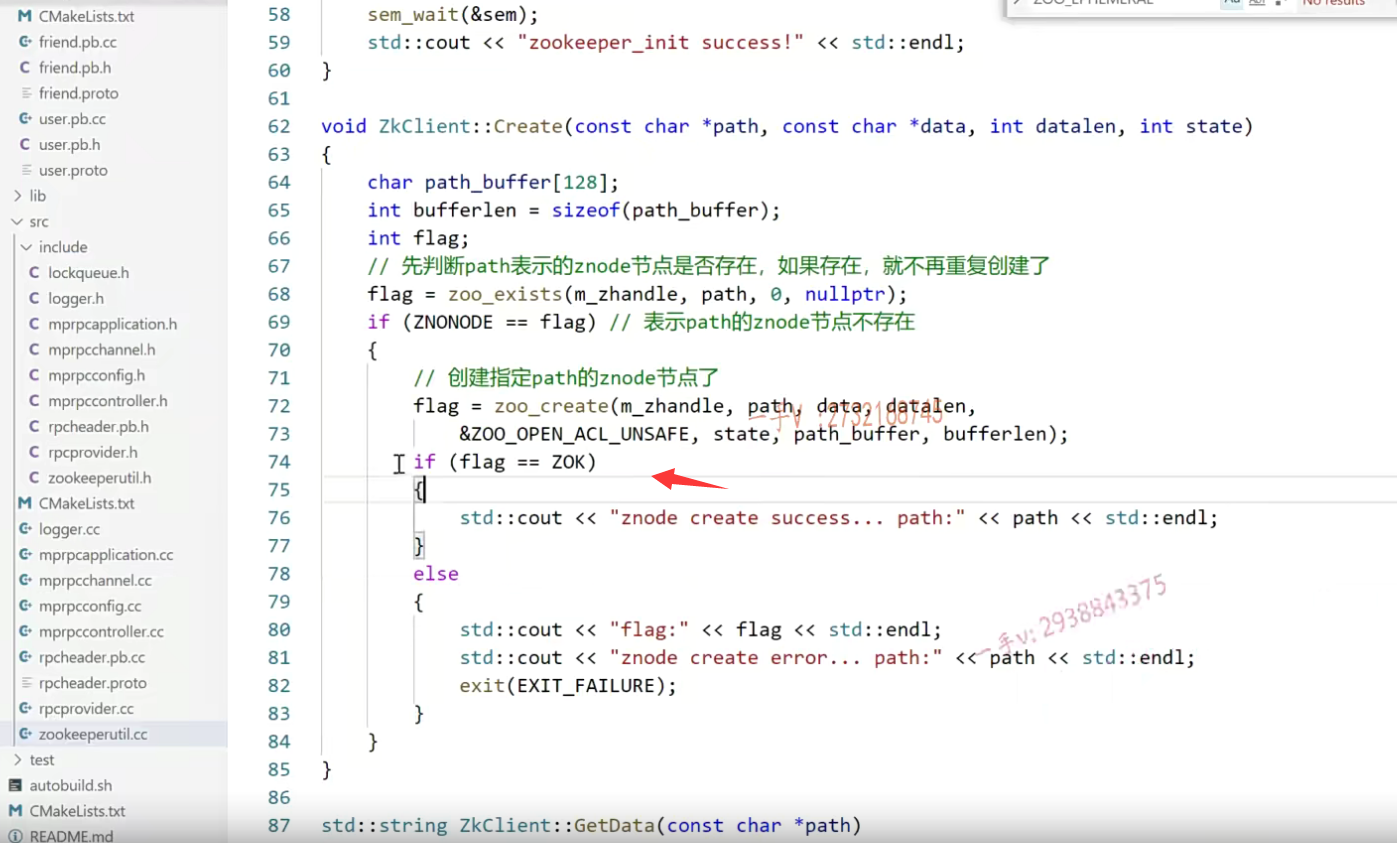 CMakeLists.txt
friend.pb.cc
friend.pb.h
friend.proto
user.pb.cc
user.pb.h
user.proto
lib
src
include
lockqueue.h
logger.h
mprpcapplication.h
mprpcchannel.h
mprpcconfig.h
mprpccontroller.h
rpcheader.pb.h
rpcprovider.h
zookeeperutil.h
CMakeLists.txt
logger.cc
mprpcapplication.cc
mprpcchannel.cc
mprpcconfig.cc
mprpccontroller.cc
rpcheader.pb.cc
rpcheader.proto
rpcprovider.cc
zookeeperutil.cc
test
autobuild.sh
CMakeLists.txt
README.md
ZOO_EPHEMERAL
No results
58 sem_wait(&sem);
59 std::cout << "zookeeper_init success!" << std::endl;
60 }
61
62 void ZkClient::Create(const char *path, const char *data, int datalen, int state)
63 {
64 char path_buffer[128];
65 int bufferlen = sizeof(path_buffer);
66 int flag;
67 // 先判断path表示的znode节点是否存在，如果存在，就不再重复创建了
68 flag = zoo_exists(m_zhandle, path, 0, nullptr);
69 if (ZNONODE == flag) // 表示path的znode节点不存在
70 {
71 // 创建指定path的znode节点了
72 flag = zoo_create(m_zhandle, path, data, datalen,
73 &ZOO_OPEN_ACL_UNSAFE, state, path_buffer, bufferlen);
74 if (flag == ZOK)
75 {
76 std::cout << "znode create success... path:" << path << std::endl;
77 }
78 else
79 {
80 std::cout << "flag:" << flag << std::endl;
81 std::cout << "znode create error... path:" << path << std::endl;
82 exit(EXIT_FAILURE);
83 }
84 }
85 }
86
87 std::string ZkClient::GetData(const char *path)
一手v:2938843375